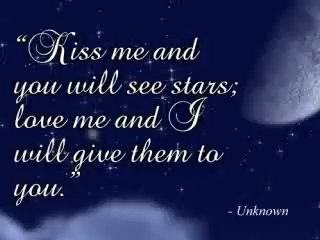 “Kiss me and
you will see stars;
love me and I
will give them to
you.”
~ Unknown